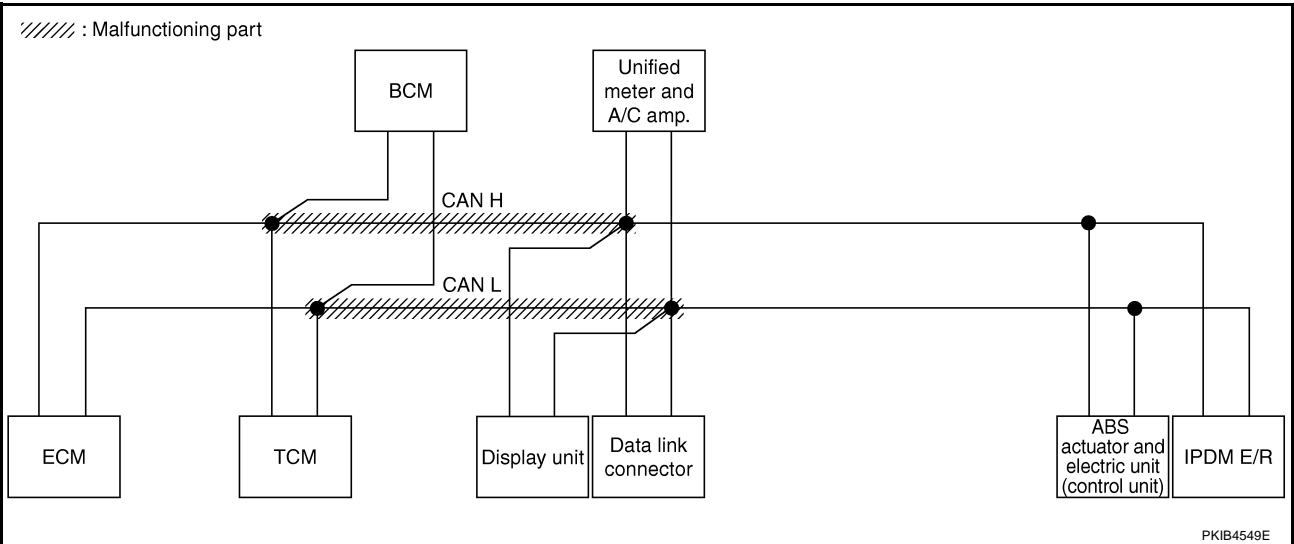 : Malfunctioning part
BCM
Unified
meter and
A/C amp.
CAN H
CAN L
ECM
TCM
Display unit
Data link
connector
ABS
actuator and
electric unit
(control unit)
IPDM E/R
PKIB4549E